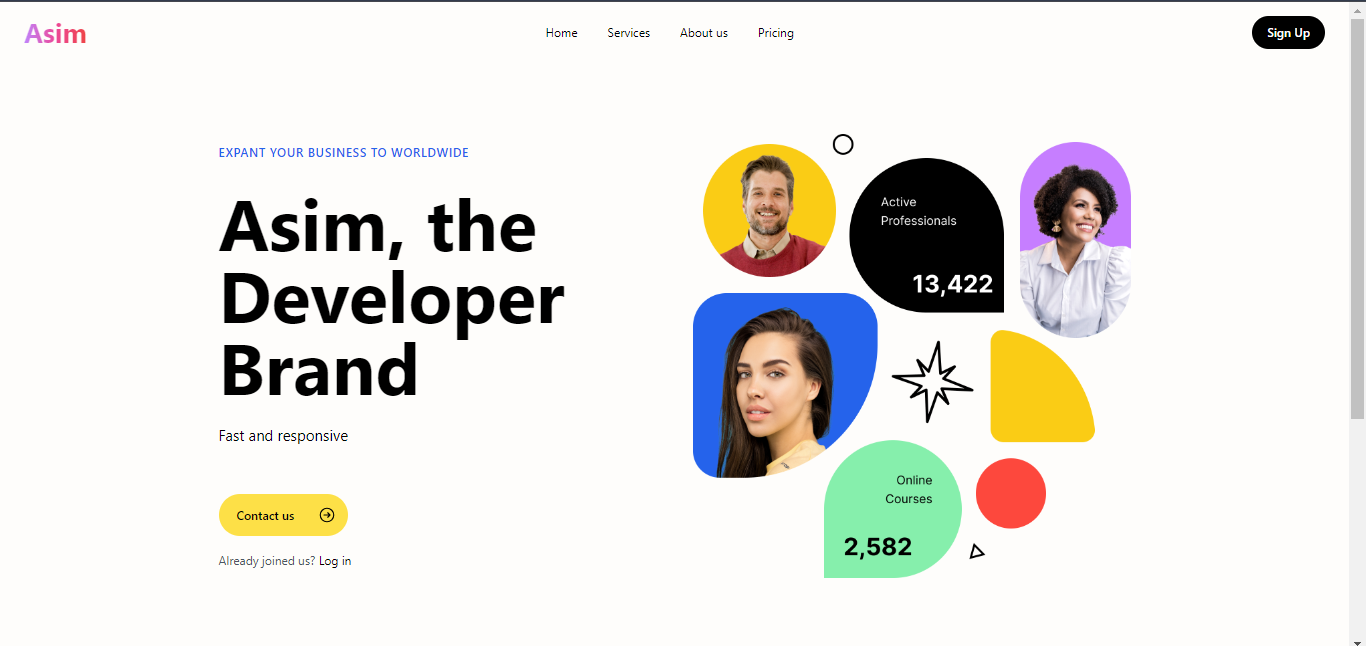 Asim
Home Services About us Pricing
Sign Up
EXPANT YOUR BUSINESS TO WORLDWIDE
Asim, the
Developer
Brand
Fast and responsive
Contact us
Already joined us? Log in
Active
Professionals
13,422
Online
Courses
2,582